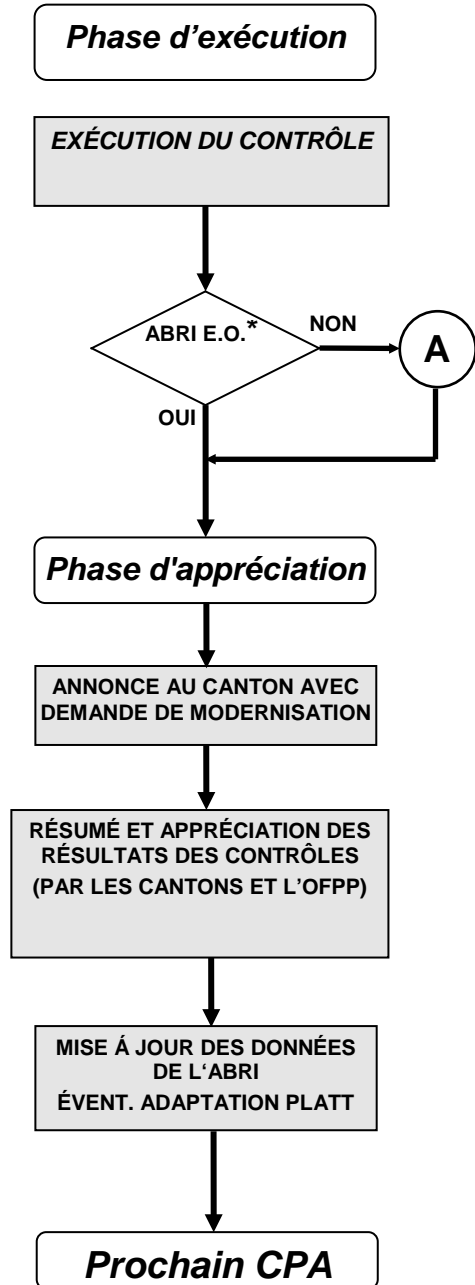 Phase d'exécution
EXÉCUTION DU CONTRÔLE
ABRI E.O.*
NON
A
OUI
Phase d'appréciation
ANNONCE AU CANTON AVEC
DEMANDE DE MODERNISATION
RÉSUMÉ ET APPRÉCIATION DES
RÉSULTATS DES CONTRÔLES
(PAR LES CANTONS ET L'OFPP)
MISE Á JOUR DES DONNÉES
DE L'ABRI
ÉVENT. ADAPTATION PLATT
Prochain CPA